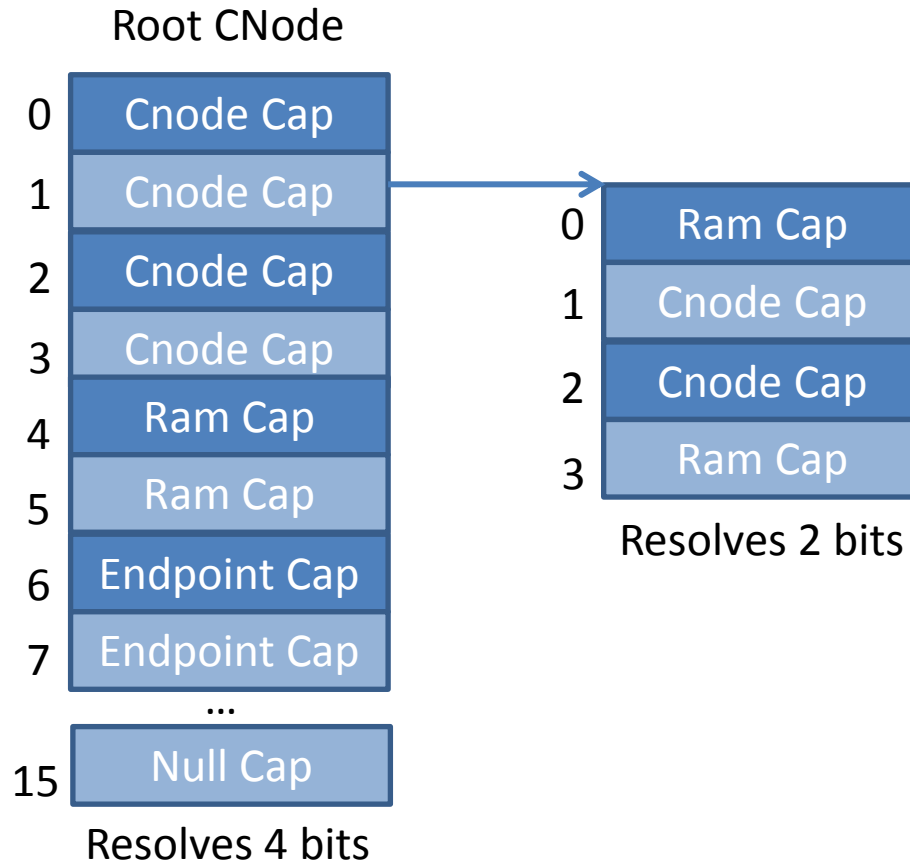 Root CNode
0 Cnode Cap
1 Cnode Cap
2 Cnode Cap
3 Cnode Cap
4 Ram Cap
5 Ram Cap
6 Endpoint Cap
7 Endpoint Cap
...
15 Null Cap
Resolves 4 bits
0 Ram Cap
1 Cnode Cap
2 Cnode Cap
3 Ram Cap
Resolves 2 bits